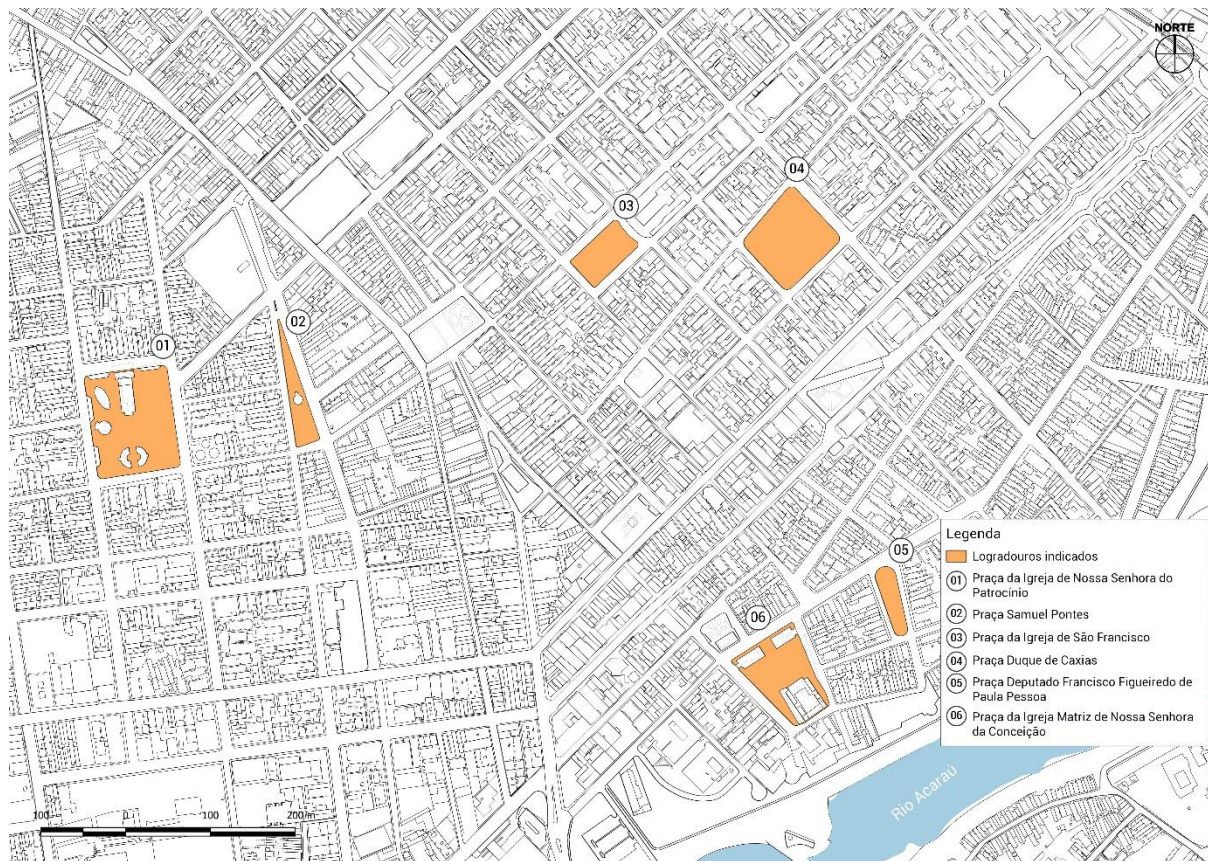 NORTE
04
03
02
01
05
06
Legenda
Logradouros indicados
01 Praça da Igreja de Nossa Senhora do
Patrocínio
02 Praça Samuel Pontes
03 Praça da Igreja de São Francisco
04 Praça Duque de Caxias
05 Praça Deputado Francisco Figueiredo de
Paula Pessoa
06 Praça da Igreja Matriz de Nossa Senhora
da Conceição
Rio Acaraú
100 0 100 200 m